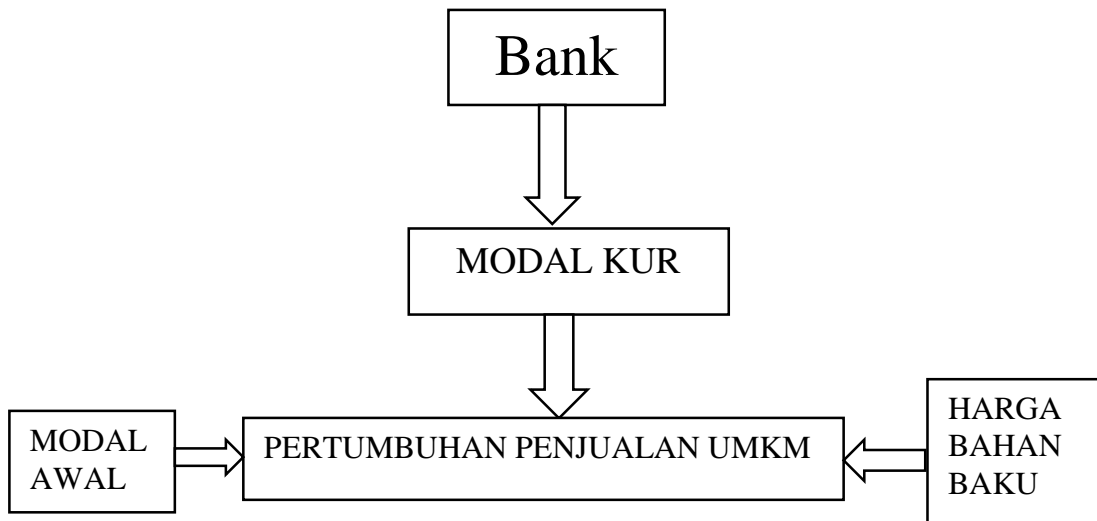 Bank
MODAL KUR
MODAL
AWAL
PERTUMBUHAN PENJUALAN UMKM
HARGA
BAHAN
BAKU